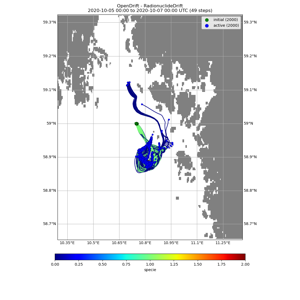 OpenDrift - RadionuclideDrift
2020-10-05 00:00 to 2020-10-07 00:00 UTC (49 steps)
initial (2000)
active (2000)
59.3°N
59.3°N
59.2°N
59.2°N
59.1°N
59.1°N
59°N
59°N
58.9°N
58.9°N
58.8°N
58.8°N
58.7°N
58.7°N
10.35°E
10.5°E
10.65°E
10.8°E
10.95°E
11.1°E
11.25°E
0.00
0.25
0.50
0.75
1.00
1.25
1.50
1.75
2.00
specie